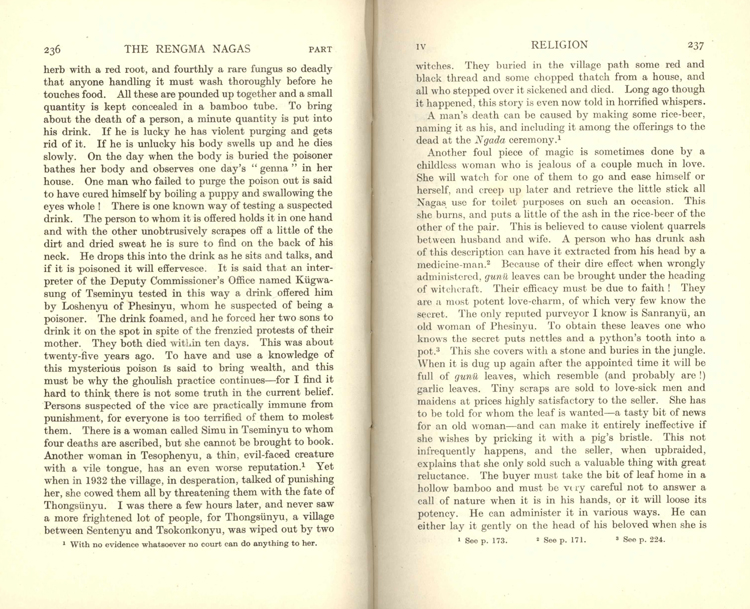 236 THE RENGMA NAGAS PART
herb with a red root, and fourthly a rare fungus so deadly
that anyone handling it must wash thoroughly before he
touches food. All these are pounded up together and a small
quantity is kept concealed in a bamboo tube. To bring
about the death of a person, a minute quantity is put into
his drink. If he is lucky he has violent purging and gets
rid of it. If he is unlucky his body swells up and he dies
slowly. On the day when the body is buried the poisoner
bathes her body and observes one day's "genna" in her
house. One man who failed to purge the poison out is said
to have cured himself by boiling a puppy and swallowing the
eyes whole! There is one known way of testing a suspected
drink. The person to whom it is offered holds it in one hand
and with the other unobtrusively scrapes off a little of the
dirt and dried sweat he is sure to find on the back of his
neck. He drops this into the drink as he sits and talks, and
if it is poisoned it will effervesce. It is said that an inter-
preter of the Deputy Commissioner's Office named Kügwa-
sung of Tseminyu tested in this way a drink offered him
by Loshenyu of Phesinyu, whom he suspected of being a
poisoner. The drink foamed, and he forced her two sons to
drink it on the spot in spite of the frenzied protests of their
mother. They both died within ten days. This was about
twenty-five years ago. To have and use a knowledge of
this mysterious poison is said to bring wealth, and this
must be why the ghoulish practice continues—for I find it
hard to think there is not some truth in the current belief.
Persons suspected of the vice are practically immune from
punishment, for everyone is too terrified of them to molest
them. There is a woman called Simu in Tseminyu to whom
four deaths are ascribed, but she cannot be brought to book.
Another woman in Tesophenyu, a thin, evil-faced creature
with a vile tongue, has an even worse reputation.¹ Yet
when in 1932 the village, in desperation, talked of punishing
her, she cowed them all by threatening them with the fate of
Thongsünyu. I was there a few hours later, and never saw
a more frightened lot of people, for Thongsünyu, a village
between Sentenyu and Tsokonkonyu, was wiped out by two
¹ With no evidence whatsoever no court can do anything to her.
IV RELIGION 237
witches. They buried in the village path some red and
black thread and some chopped thatch from a house, and
all who stepped over it sickened and died. Long ago though
it happened, this story is even now told in horrified whispers.
A man's death can be caused by making some rice-beer,
naming it as his, and including it among the offerings to the
dead at the Ngada ceremony.¹
Another foul piece of magic is sometimes done by a
childless woman who is jealous of a couple much in love.
She will watch for one of them to go and ease himself or
herself, and creep up later and retrieve the little stick all
Nagas use for toilet purposes on such an occasion. This
she burns, and puts a little of the ash in the rice-beer of the
other of the pair. This is believed to cause violent quarrels
between husband and wife. A person who has drunk ash
of this description can have it extracted from his head by a
medicine-man.² Because of their dire effect when wrongly
administered, gunü leaves can be brought under the heading
of witchcraft. Their efficacy must be due to faith! They
are a most potent love-charm, of which very few know the
secret. The only reputed purveyor I know is Sanranyü, an
old woman of Phesinyu. To obtain these leaves one who
knows the secret puts nettles and a python's tooth into a
pot.³ This she covers with a stone and buries in the jungle.
When it is dug up again after the appointed time it will be
full of gunü leaves, which resemble (and probably are!)
garlic leaves. Tiny scraps are sold to love-sick men and
maidens at prices highly satisfactory to the seller. She has
to be told for whom the leaf is wanted—a tasty bit of news
for an old woman—and can make it entirely ineffective if
she wishes by pricking it with a pig's bristle. This not
infrequently happens, and the seller, when upbraided,
explains that she only sold such a valuable thing with great
reluctance. The buyer must take the bit of leaf home in a
hollow bamboo and must be very careful not to answer a
call of nature when it is in his hands, or it will loose its
potency. He can administer it in various ways. He can
either lay it gently on the head of his beloved when she is
¹ See p. 173. ² See p. 171. ³ See p. 224.